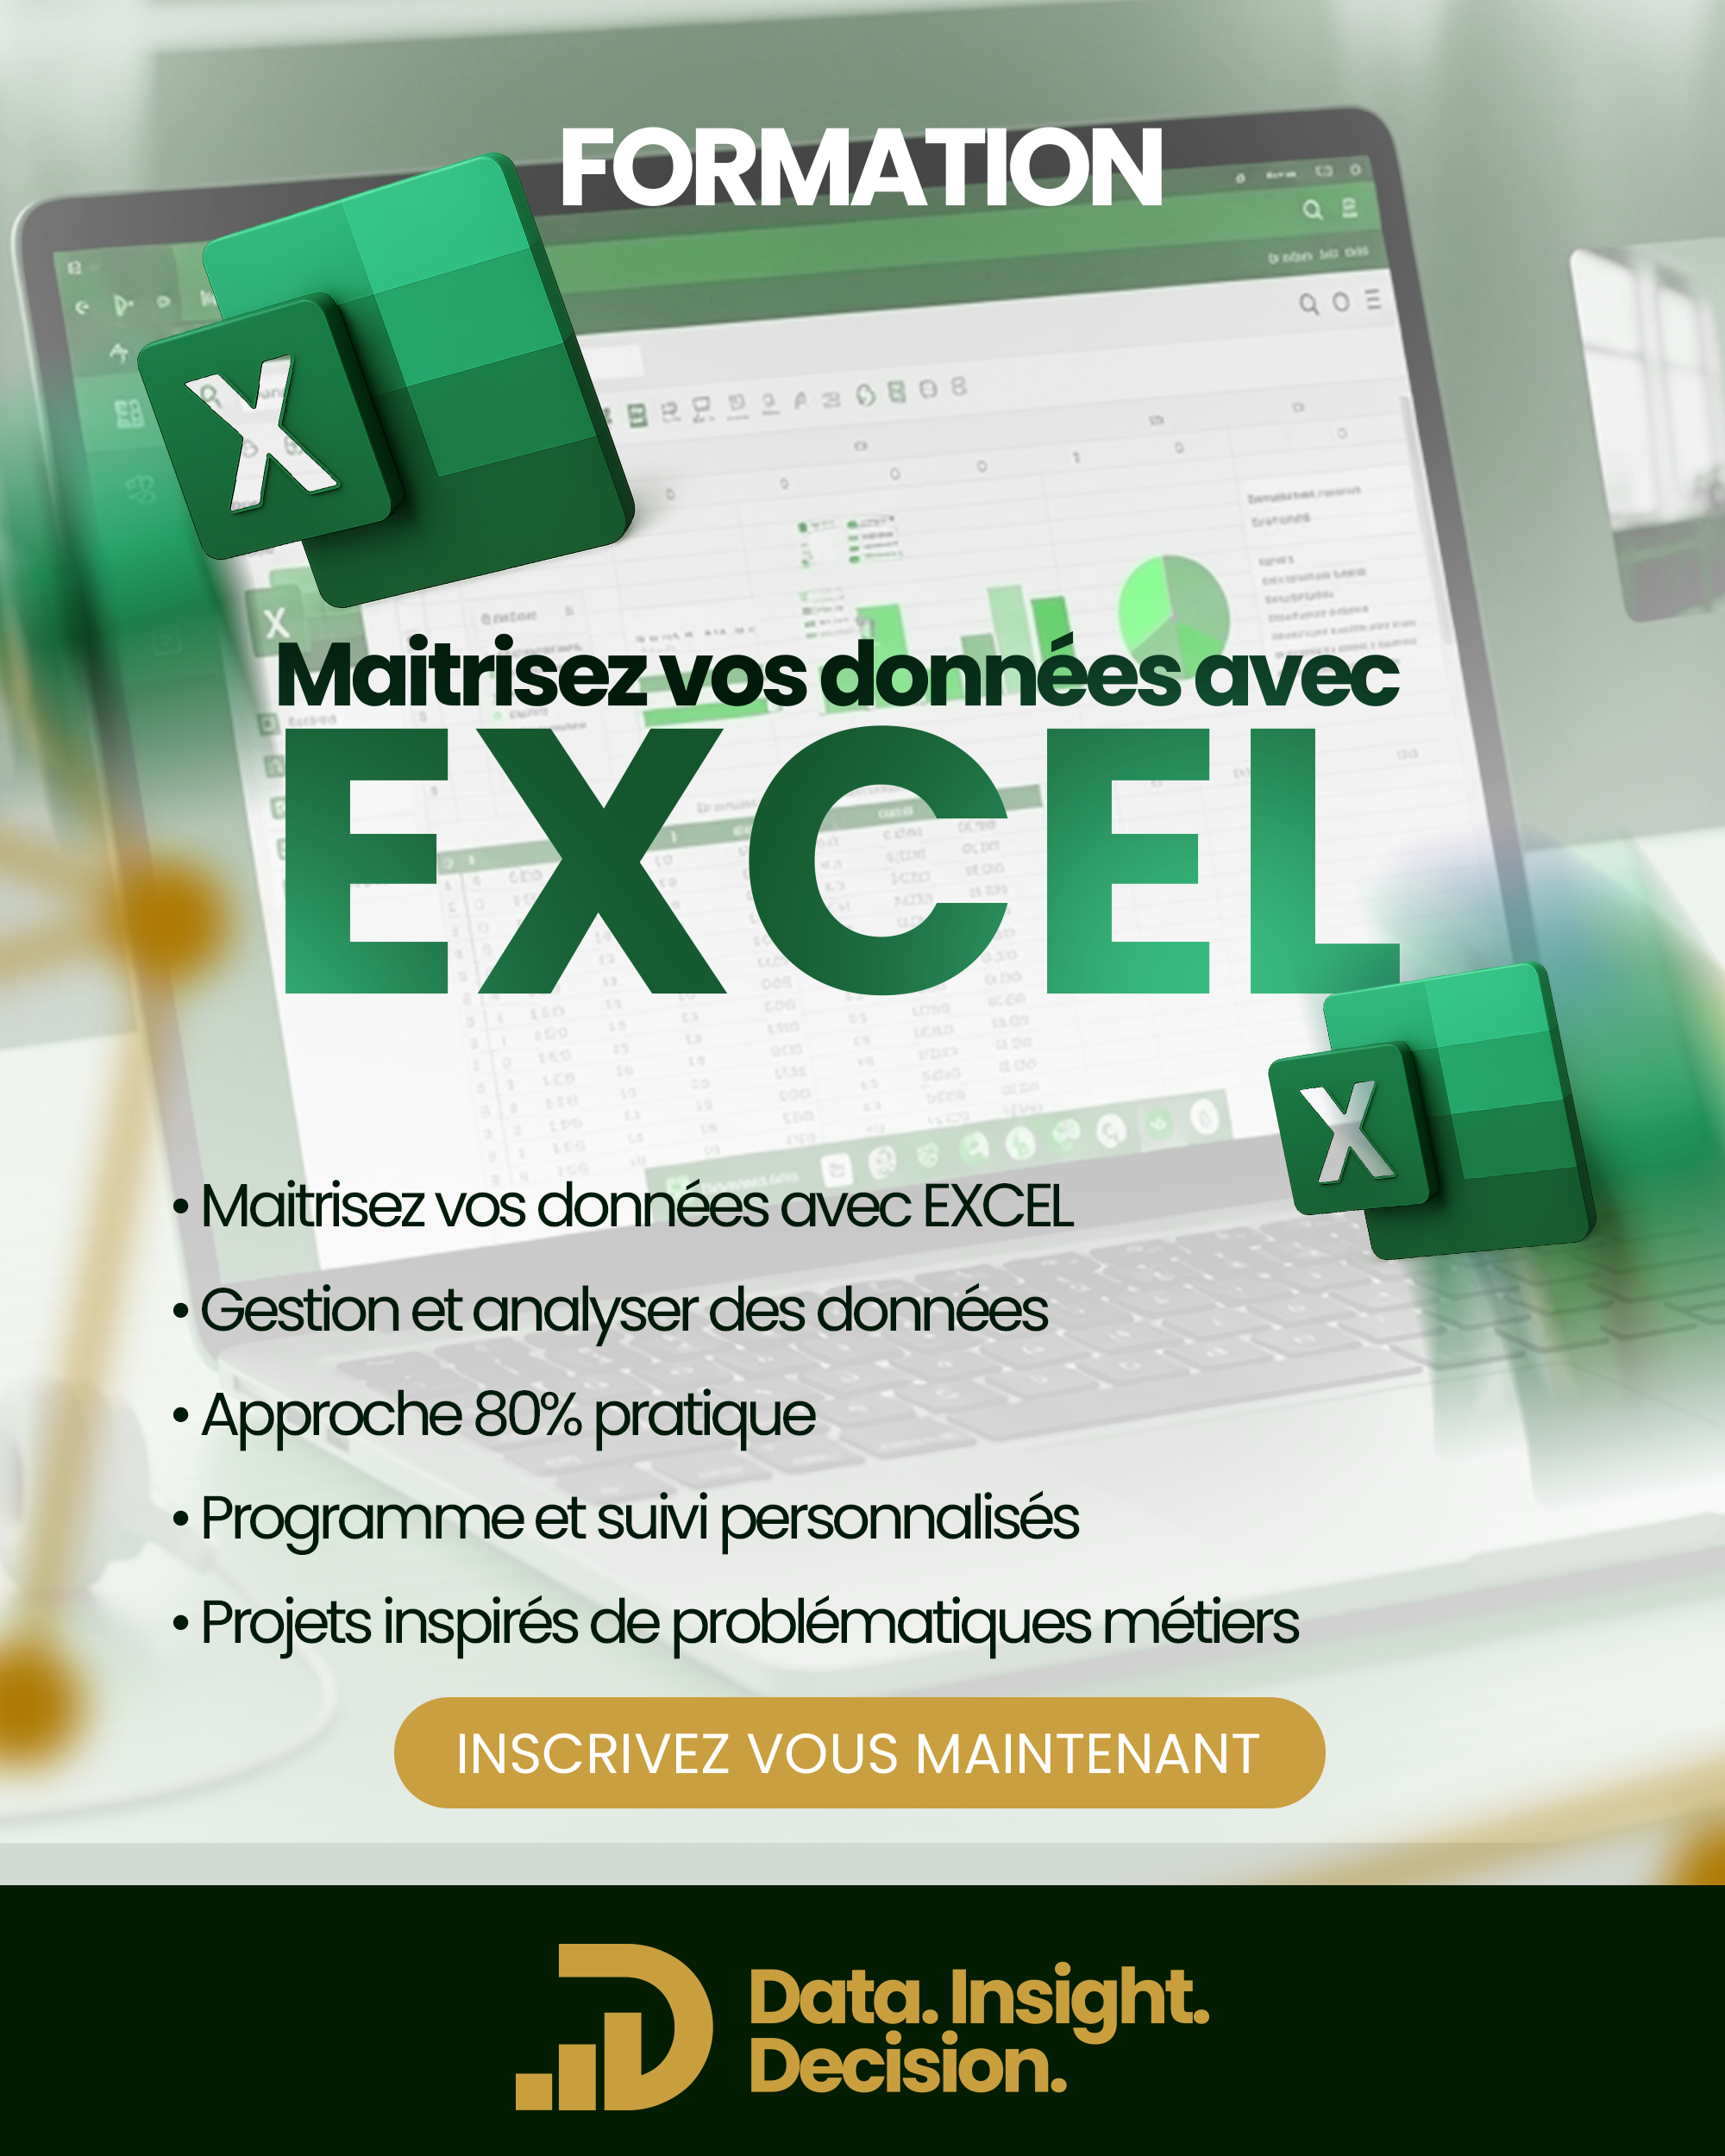 FORMATION
X
X
Maitrisez vos données avec
EXCEL
X
• Maitrisez vos données avec EXCEL
• Gestion et analyser des données
• Approche 80% pratique
• Programme et suivi personnalisés
• Projets inspirés de problématiques métiers
INSCRIVEZ VOUS MAINTENANT
Data. Insight.
Decision.